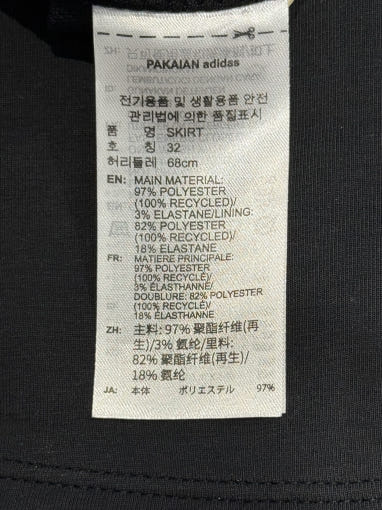 PAKAIAN adidas
전기용품 및 생활용품 안전
관리법에 의한 품질표시
품 명 SKIRT
호 칭 32
허리둘레 68cm
EN: MAIN MATERIAL:
97% POLYESTER
(100% RECYCLED)/
3% ELASTANE/LINING:
82% POLYESTER
(100% RECYCLED)/
18% ELASTANE
FR: MATIERE PRINCIPALE:
97% POLYESTER
(100% RECYCLÉ)/
3% ÉLASTHANNE/
DOUBLURE: 82% POLYESTER
(100% RECYCLÉ)/
18% ÉLASTHANNE
ZH: 主料: 97% 聚酯纤维(再
生)/3% 氨纶/里料:
82% 聚酯纤维(再生)/
18% 氨纶
JA: 本体 ポリエステル 97%